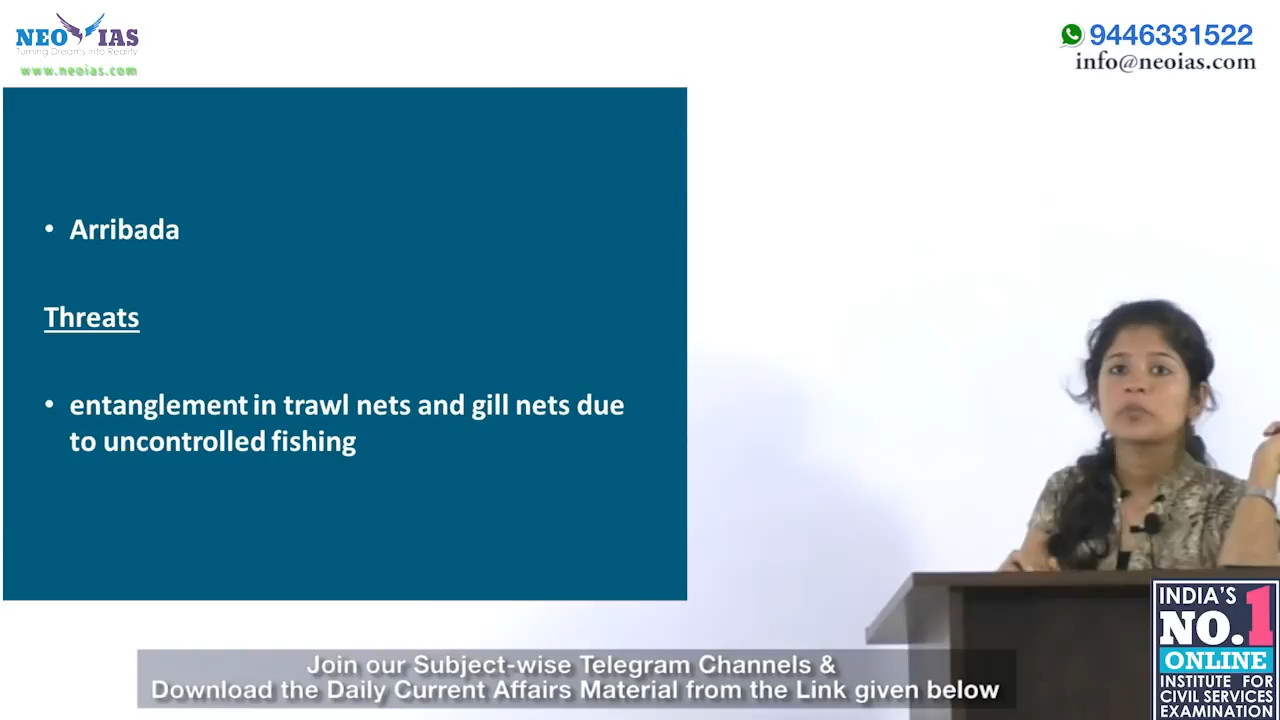 NEO IAS
Turning Dreams into Reality
www.neoias.com
9446331522
info@neoias.com
• Arribada
Threats
• entanglement in trawl nets and gill nets due
to uncontrolled fishing
INDIA'S
NO.1
ONLINE
INSTITUTE FOR
CIVIL SERVICES
EXAMINATION
Join our Subject-wise Telegram Channels &
Download the Daily Current Affairs Material from the Link given below